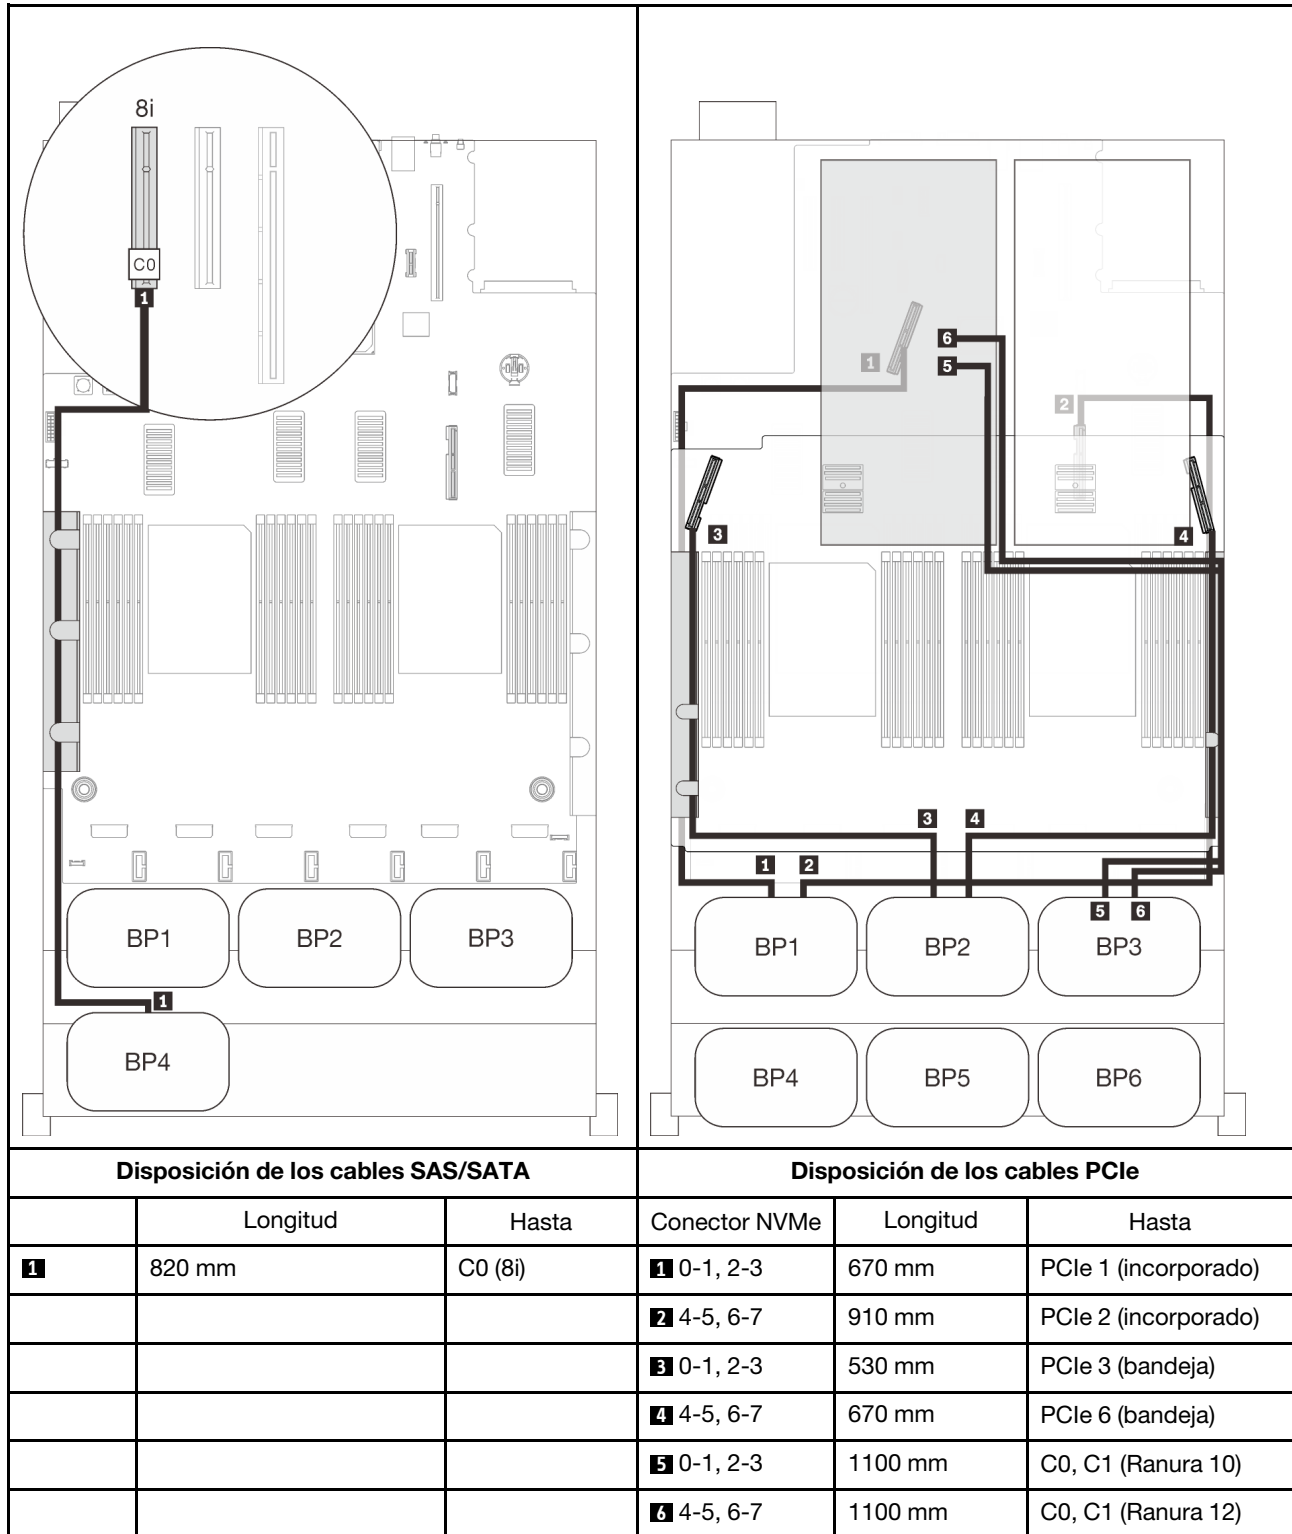 8i
C0
1
BP1
BP2
BP3
1
BP4
6
1
5
2
3
4
3
4
1
2
5
6
BP1
BP2
BP3
BP4
BP5
BP6
Disposición de los cables SAS/SATA
Disposición de los cables PCIe
Longitud
Hasta
Conector NVMe
Longitud
Hasta
1
820 mm
C0 (8i)
1 0-1, 2-3
670 mm
PCIe 1 (incorporado)
2 4-5, 6-7
910 mm
PCIe 2 (incorporado)
3 0-1, 2-3
530 mm
PCIe 3 (bandeja)
4 4-5, 6-7
670 mm
PCIe 6 (bandeja)
5 0-1, 2-3
1100 mm
C0, C1 (Ranura 10)
6 4-5, 6-7
1100 mm
C0, C1 (Ranura 12)